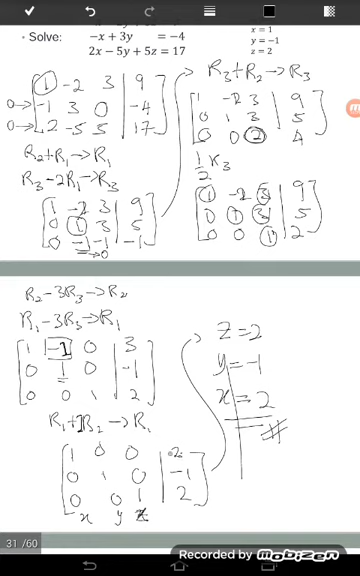 x = 1
• Solve: −x + 3y = −4 y = −1
2x − 5y + 5z = 17 z = 2
1 -2 3 | 9
0→ -1 3 0 | -4
0→ 2 -5 5 | 17
R2+R1→R1
R3-2R1→R3
1 -2 3 | 9
0 1 3 | 5
0 -1 -1 | -1
→0
R3+R2→R3
1 -2 3 | 9
0 1 3 | 5
0 0 2 | 4
1/2 R3
1 -2 3 | 9
0 1 3 | 5
0 0 1 | 2
R2-3R3→R2
R1-3R3→R1
1 -1 0 | 3
0 1 0 | -1
0 0 1 | 2
R1+R2→R1
1 0 0 | 2
0 1 0 | -1
0 0 1 | 2
x y z
z=2
y=-1
x=2
#
31 /60
Recorded by Mobizen